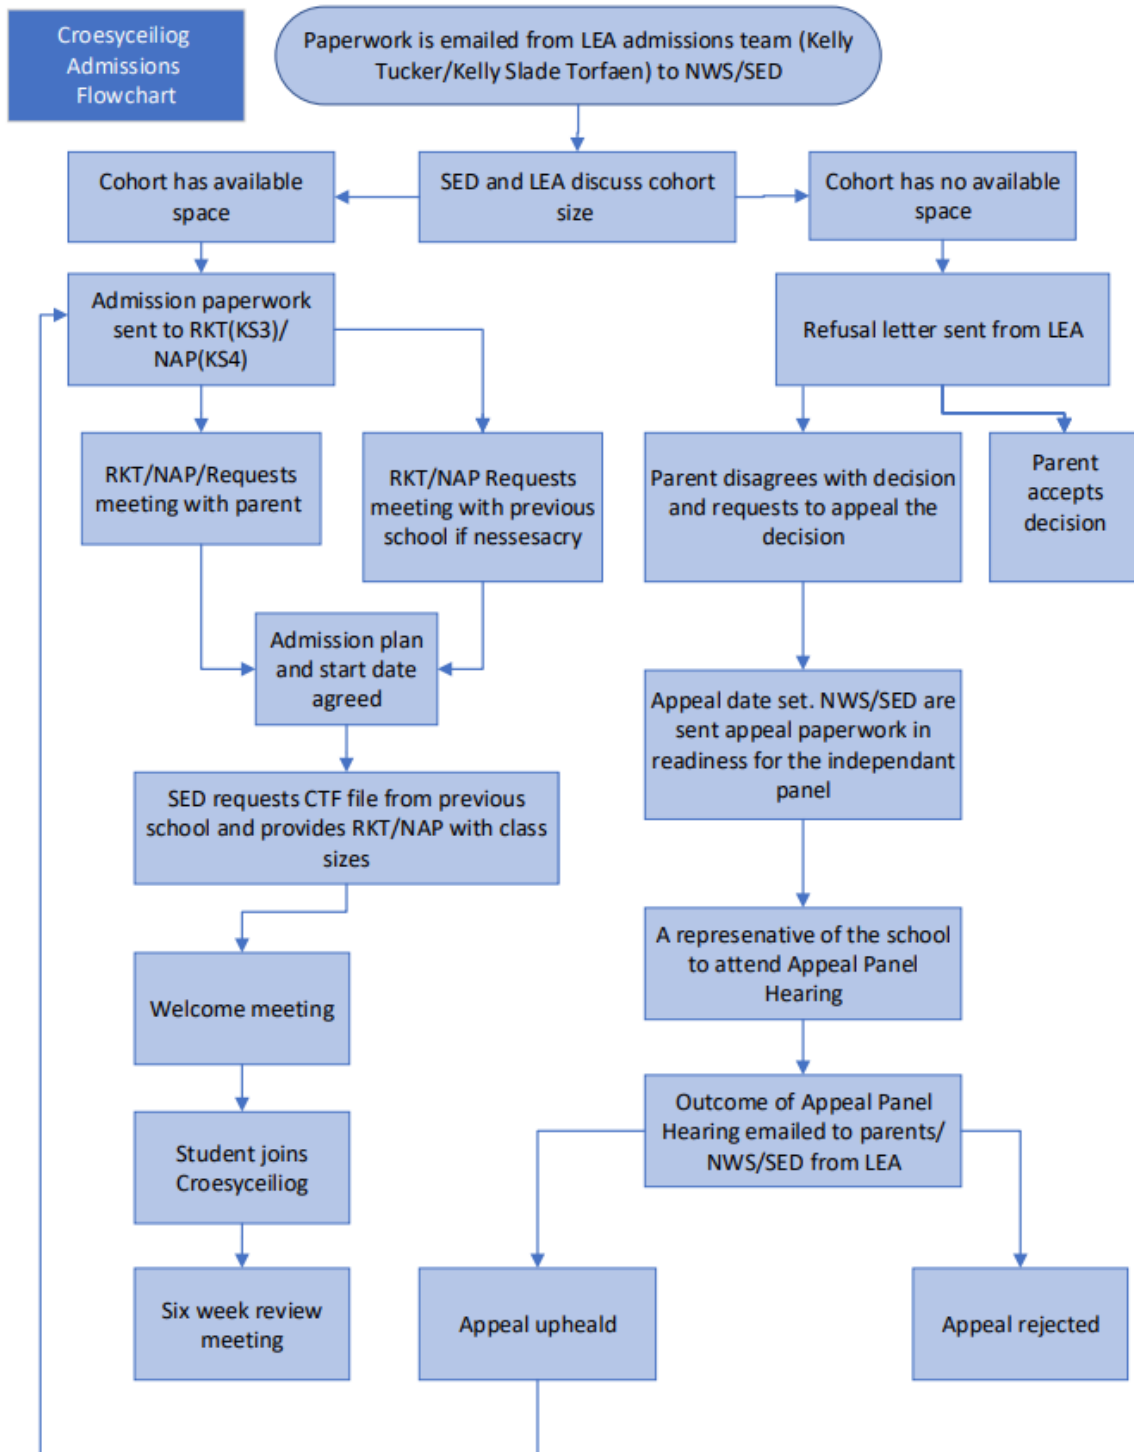 Croesyceiliog
Admissions
Flowchart
Paperwork is emailed from LEA admissions team (Kelly
Tucker/Kelly Slade Torfaen) to NWS/SED
Cohort has available
space
SED and LEA discuss cohort
size
Cohort has no available
space
Admission paperwork
sent to RKT(KS3)/
NAP(KS4)
Refusal letter sent from LEA
RKT/NAP/Requests
meeting with parent
RKT/NAP Requests
meeting with previous
school if nessesacry
Parent disagrees with decision
and requests to appeal the
decision
Parent
accepts
decision
Admission plan
and start date
agreed
Appeal date set. NWS/SED are
sent appeal paperwork in
readiness for the independant
panel
SED requests CTF file from previous
school and provides RKT/NAP with class
sizes
A represenative of the school
to attend Appeal Panel
Hearing
Welcome meeting
Outcome of Appeal Panel
Hearing emailed to parents/
NWS/SED from LEA
Student joins
Croesyceiliog
Six week review
meeting
Appeal upheald
Appeal rejected